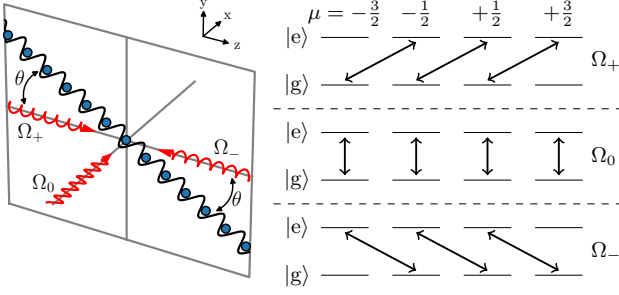 y
x
z
θ
Ω₊
Ω₋
Ω₀
θ
μ = −3/2 −1/2 +1/2 +3/2
|e⟩
|g⟩
Ω₊
|e⟩
|g⟩
Ω₀
|e⟩
|g⟩
Ω₋